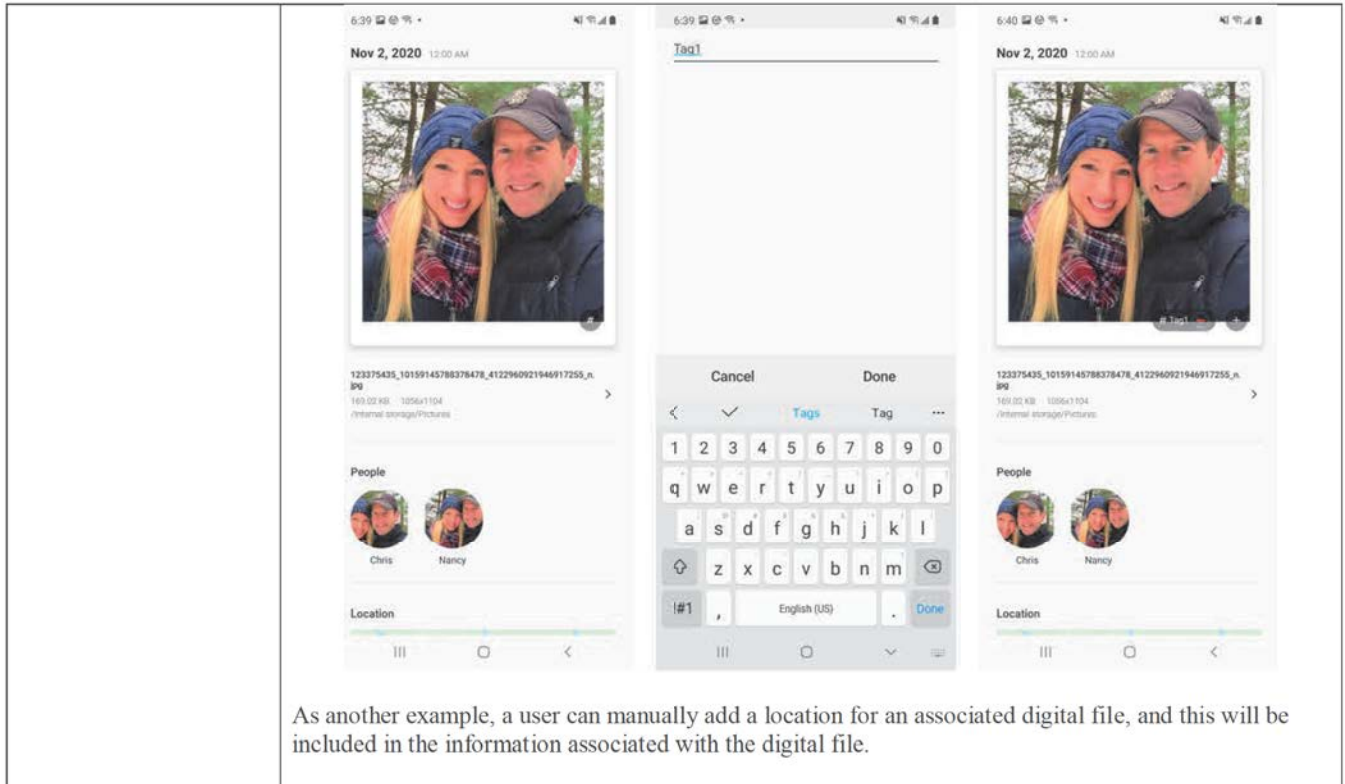 6:39
Nov 2, 2020 12:00 AM
#
123375435_10159145788378478_4122960921946917255_n.
jpg
169.02 KB 1056x1104
/Internal storage/Pictures
People
Chris Nancy
Location
6:39
Tag1
Cancel Done
Tags Tag
1 2 3 4 5 6 7 8 9 0
q w e r t y u i o p
a s d f g h j k l
z x c v b n m
!#1 , English (US) . Done
6:40
Nov 2, 2020 12:00 AM
# Tag1 — +
123375435_10159145788378478_4122960921946917255_n.
jpg
169.02 KB 1056x1104
/Internal storage/Pictures
People
Chris Nancy
Location
As another example, a user can manually add a location for an associated digital file, and this will be
included in the information associated with the digital file.